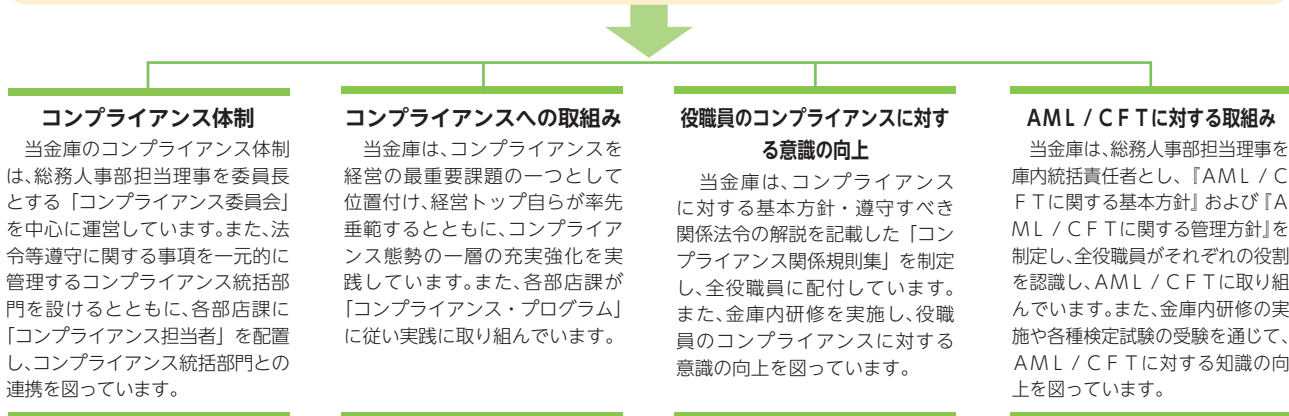 コンプライアンス体制
当金庫のコンプライアンス体制
は、総務人事部担当理事を委員長
とする「コンプライアンス委員会」
を中心に運営しています。また、法
令等遵守に関する事項を一元的に
管理するコンプライアンス統括部
門を設けるとともに、各部店課に
「コンプライアンス担当者」を配置
し、コンプライアンス統括部門との
連携を図っています。
コンプライアンスへの取組み
当金庫は、コンプライアンスを
経営の最重要課題の一つとして
位置付け、経営トップ自らが率先
垂範するとともに、コンプライア
ンス態勢の一層の充実強化を実
践しています。また、各部店課が
「コンプライアンス・プログラム」
に従い実践に取り組んでいます。
役職員のコンプライアンスに対す
る意識の向上
当金庫は、コンプライアンス
に対する基本方針・遵守すべき
関係法令の解説を記載した「コン
プライアンス関係規則集」を制定
し、全役職員に配付しています。
また、金庫内研修を実施し、役職
員のコンプライアンスに対する
意識の向上を図っています。
ＡＭＬ／ＣＦＴに対する取組み
当金庫は、総務人事部担当理事を
庫内統括責任者とし、『ＡＭＬ／Ｃ
ＦＴに関する基本方針』および『Ａ
ＭＬ／ＣＦＴに関する管理方針』を
制定し、全役職員がそれぞれの役割
を認識し、ＡＭＬ／ＣＦＴに取り組
んでいます。また、金庫内研修の実
施や各種検定試験の受験を通じて、
ＡＭＬ／ＣＦＴに対する知識の向
上を図っています。